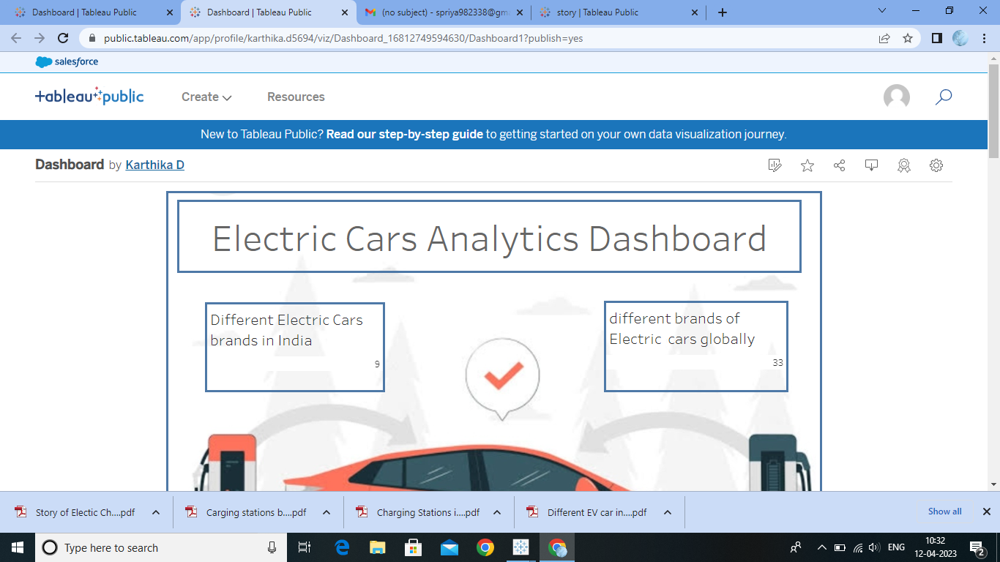 Dashboard | Tableau Public
Dashboard | Tableau Public
(no subject) - spriya982338@gm
story | Tableau Public
public.tableau.com/app/profile/karthika.d5694/viz/Dashboard_16812749594630/Dashboard1?publish=yes
salesforce
+ableau public
Create
Resources
New to Tableau Public? Read our step-by-step guide to getting started on your own data visualization journey.
Dashboard by Karthika D
Electric Cars Analytics Dashboard
Different Electric Cars
brands in India
9
different brands of
Electric cars globally
33
Story of Electic Ch....pdf
Carging stations b....pdf
Charging Stations i....pdf
Different EV car in....pdf
Show all
Type here to search
ENG
10:32
12-04-2023
2